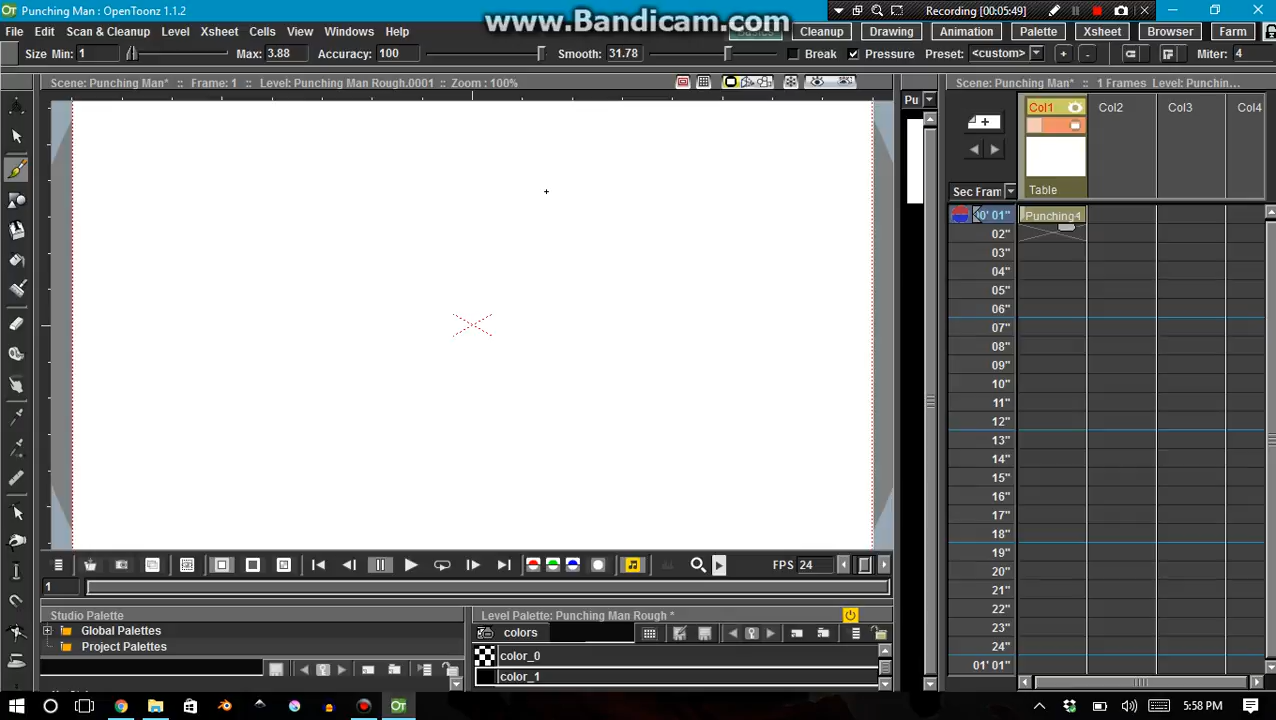 Punching Man : OpenToonz 1.1.2
www.Bandicam.com
Recording [00:05:49]
File Edit Scan & Cleanup Level Xsheet Cells View Windows Help
BASICS Cleanup Drawing Animation Palette Xsheet Browser Farm
Size Min: 1 Max: 3.88 Accuracy: 100 Smooth: 31.78 Break Pressure Preset: <custom> + - Miter: 4
Scene: Punching Man* :: Frame: 1 :: Level: Punching Man Rough.0001 :: Zoom : 100%
Scene: Punching Man* :: 1 Frames Level: Punchin...
Pu
Col1 Col2 Col3 Col4
+
Table
Sec Fram
0' 01" Punching4
02"
03"
04"
05"
06"
07"
08"
09"
10"
11"
12"
13"
14"
15"
16"
17"
18"
19"
20"
21"
22"
23"
24"
01' 01"
FPS 24
1
Studio Palette
Global Palettes
Project Palettes
Level Palette: Punching Man Rough *
colors
color_0
color_1
5:58 PM